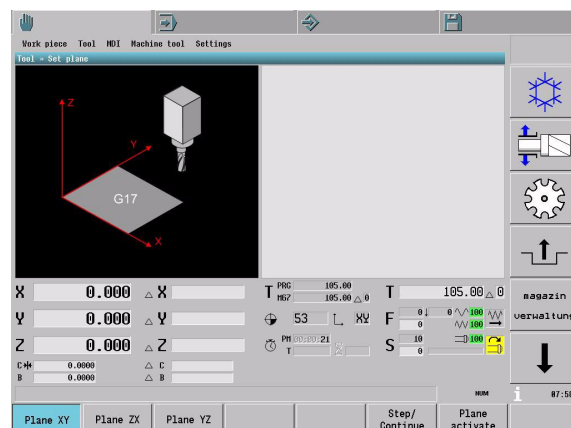 Work piece Tool MDI Machine tool Settings
Tool - Set plane
Z
Y
G17
X
X 0.000 △ X
Y 0.000 △ Y
Z 0.000 △ Z
C 0.0000 △ C
B 0.0000 △ B
T PRG 105.00
M67 105.00 △ 0
T 105.00 △ 0
53 XY
F 0↓ 0 100
0 100
PM 00:00:21
T %
S 10 100
0
NUM
magazin
verwaltung
i 07:50
Plane XY Plane ZX Plane YZ Step/ Continue Plane activate